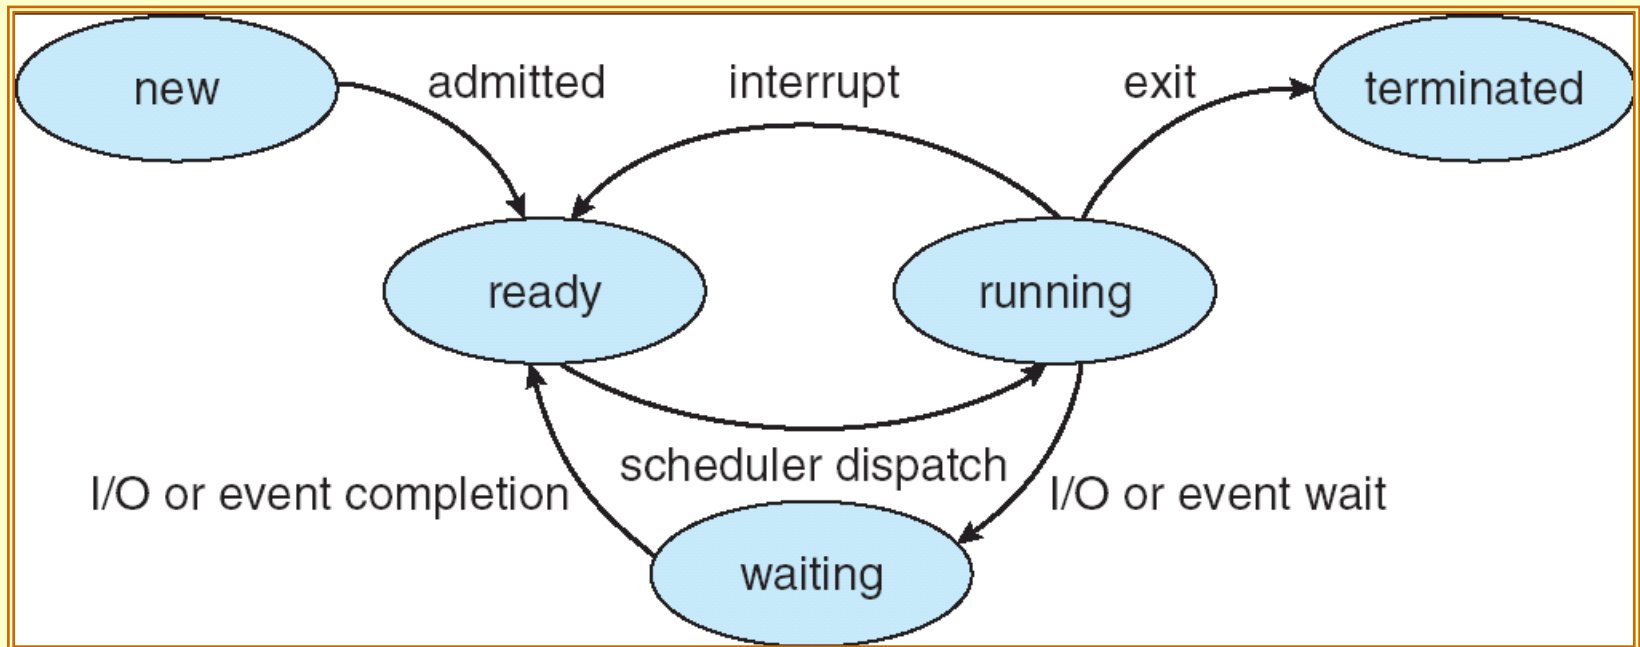 new
admitted
interrupt
exit
terminated
ready
running
scheduler dispatch
I/O or event completion
I/O or event wait
waiting